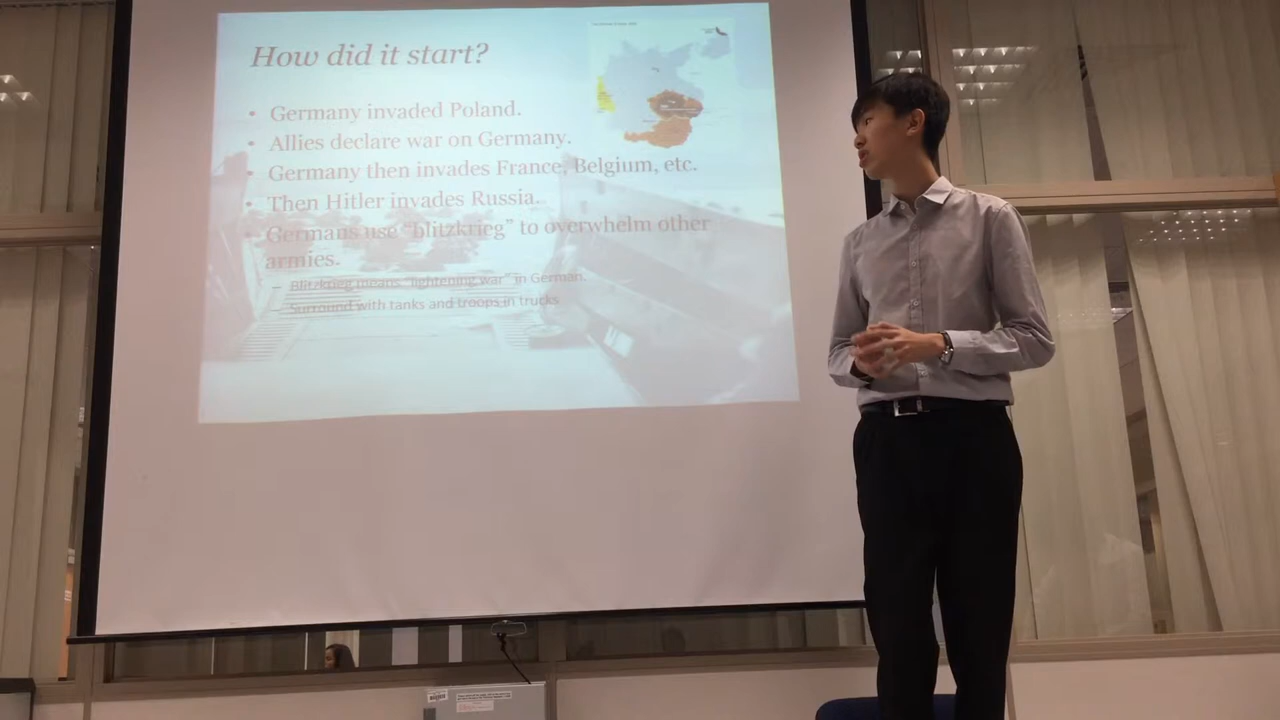 How did it start?
• Germany invaded Poland.
• Allies declare war on Germany.
• Germany then invades France, Belgium, etc.
• Then Hitler invades Russia.
• Germans use "blitzkrieg" to overwhelm other
armies.
– Blitzkrieg means "lightening war" in German.
– Surround with tanks and troops in trucks